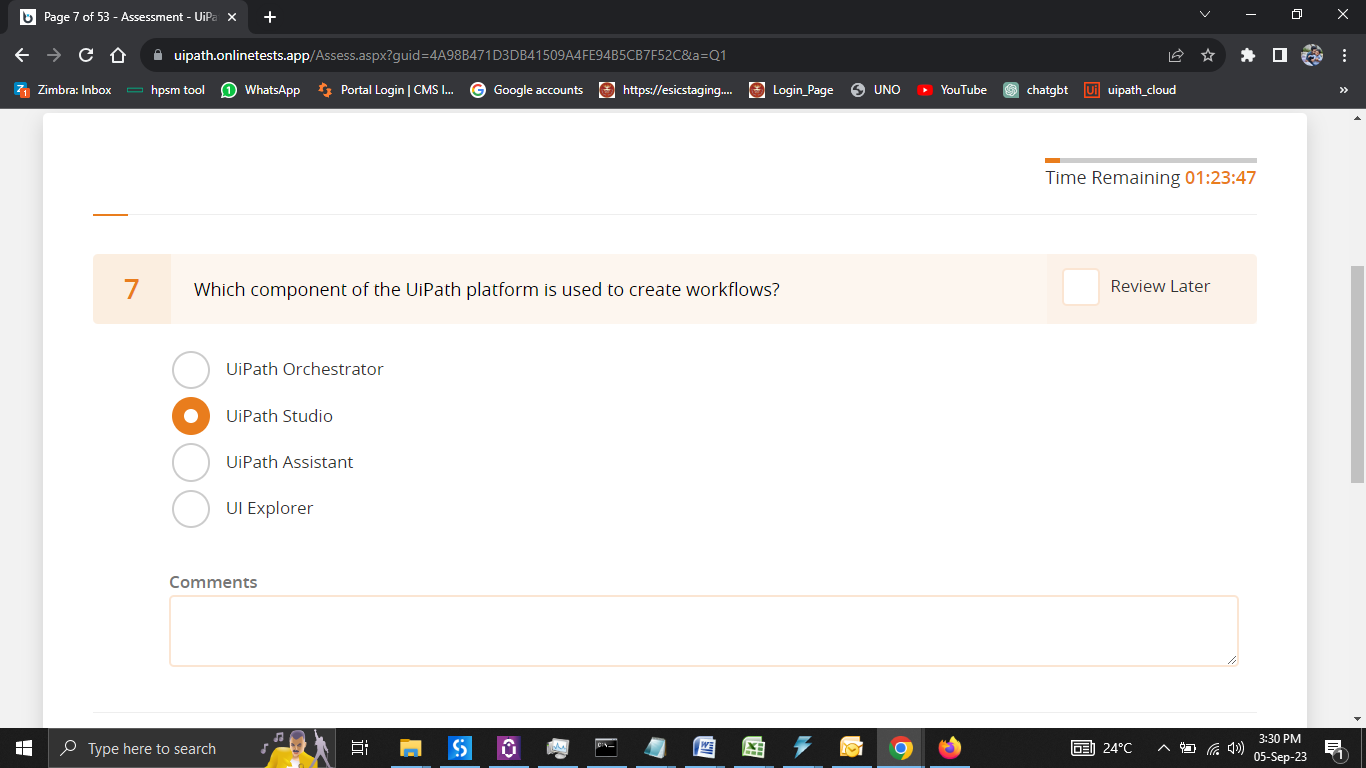 Page 7 of 53 - Assessment - UiPa
uipath.onlinetests.app/Assess.aspx?guid=4A98B471D3DB41509A4FE94B5CB7F52C&a=Q1
Zimbra: Inbox
hpsm tool
WhatsApp
Portal Login | CMS I...
Google accounts
https://esicstaging....
Login_Page
UNO
YouTube
chatgbt
uipath_cloud
Time Remaining 01:23:47
7
Which component of the UiPath platform is used to create workflows?
Review Later
UiPath Orchestrator
UiPath Studio
UiPath Assistant
UI Explorer
Comments
Type here to search
24°C
3:30 PM
05-Sep-23
1